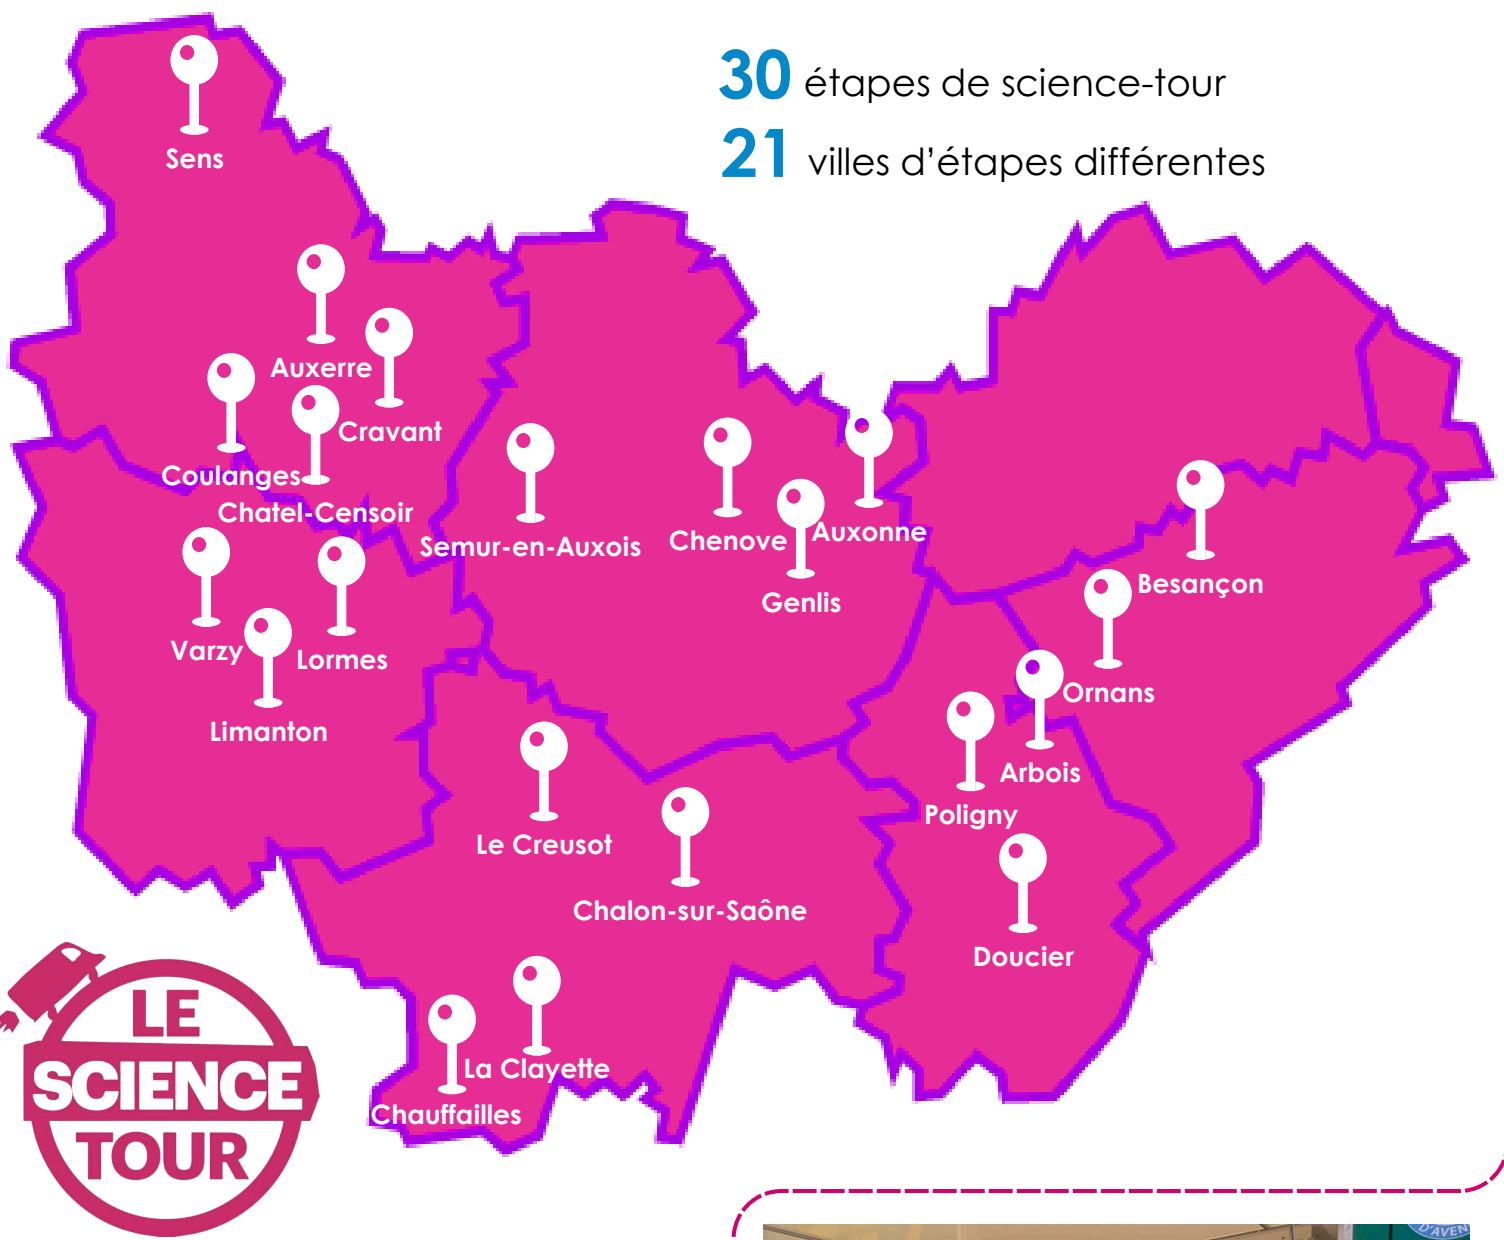 30 étapes de science-tour
21 villes d'étapes différentes
Sens
Auxerre
Cravant
Coulanges
Chatel-Censoir
Semur-en-Auxois
Chenove
Auxonne
Genlis
Besançon
Varzy
Lormes
Limanton
Ornans
Arbois
Poligny
Le Creusot
Chalon-sur-Saône
Doucier
La Clayette
Chauffailles
LE
SCIENCE
TOUR
D'AVEN